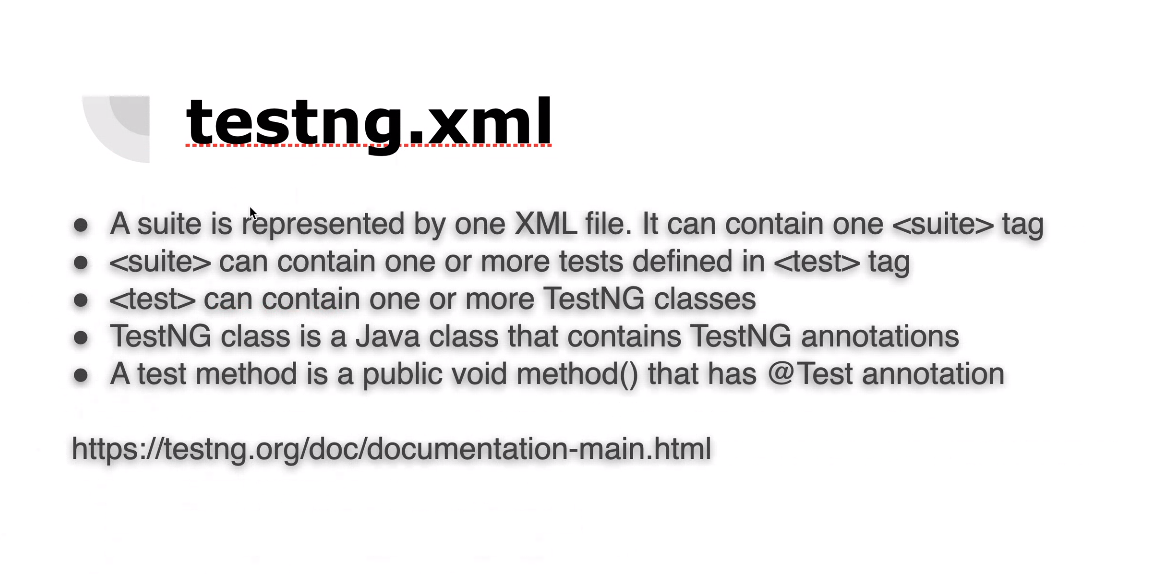 testng.xml
● A suite is represented by one XML file. It can contain one <suite> tag
● <suite> can contain one or more tests defined in <test> tag
● <test> can contain one or more TestNG classes
● TestNG class is a Java class that contains TestNG annotations
● A test method is a public void method() that has @Test annotation
https://testng.org/doc/documentation-main.html